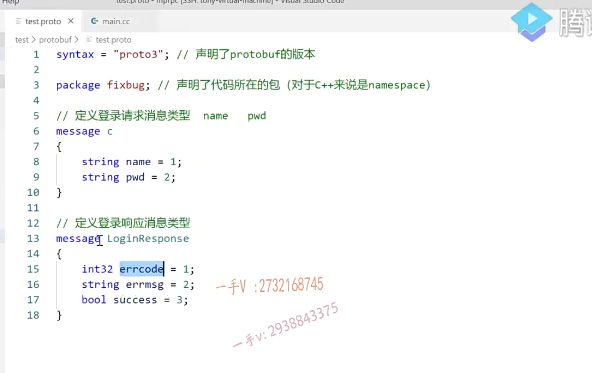 Help
test.proto - mprpc [SSH: tony-virtual-machine] - Visual Studio Code
test.proto × main.cc
腾讯
test > protobuf > test.proto
1 syntax = "proto3"; // 声明了protobuf的版本
2
3 package fixbug; // 声明了代码所在的包（对于C++来说是namespace）
4
5 // 定义登录请求消息类型 name pwd
6 message c
7 {
8 string name = 1;
9 string pwd = 2;
10 }
11
12 // 定义登录响应消息类型
13 message LoginResponse
14 {
15 int32 errcode = 1;
16 string errmsg = 2;
17 bool success = 3;
18 }
一手V :2732168745
一手v: 2938843375